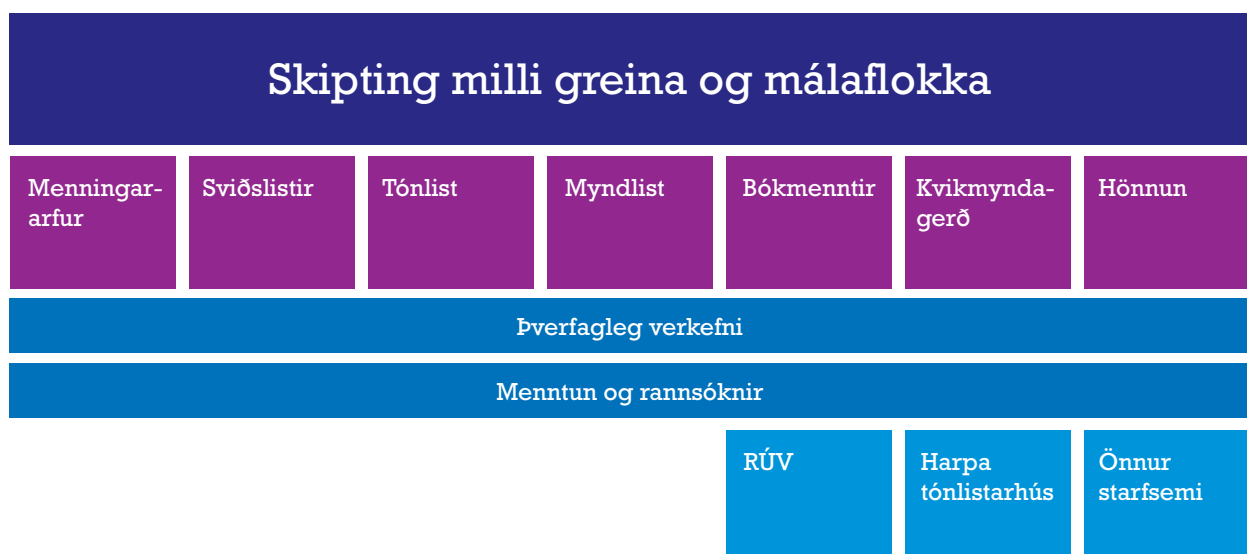 Skipting milli greina og málaflokka
Menningar-
arfur
Sviðslistir
Tónlist
Myndlist
Bókmenntir
Kvikmynda-
gerð
Hönnun
Þverfagleg verkefni
Menntun og rannsóknir
RÚV
Harpa
tónlistarhús
Önnur
starfsemi